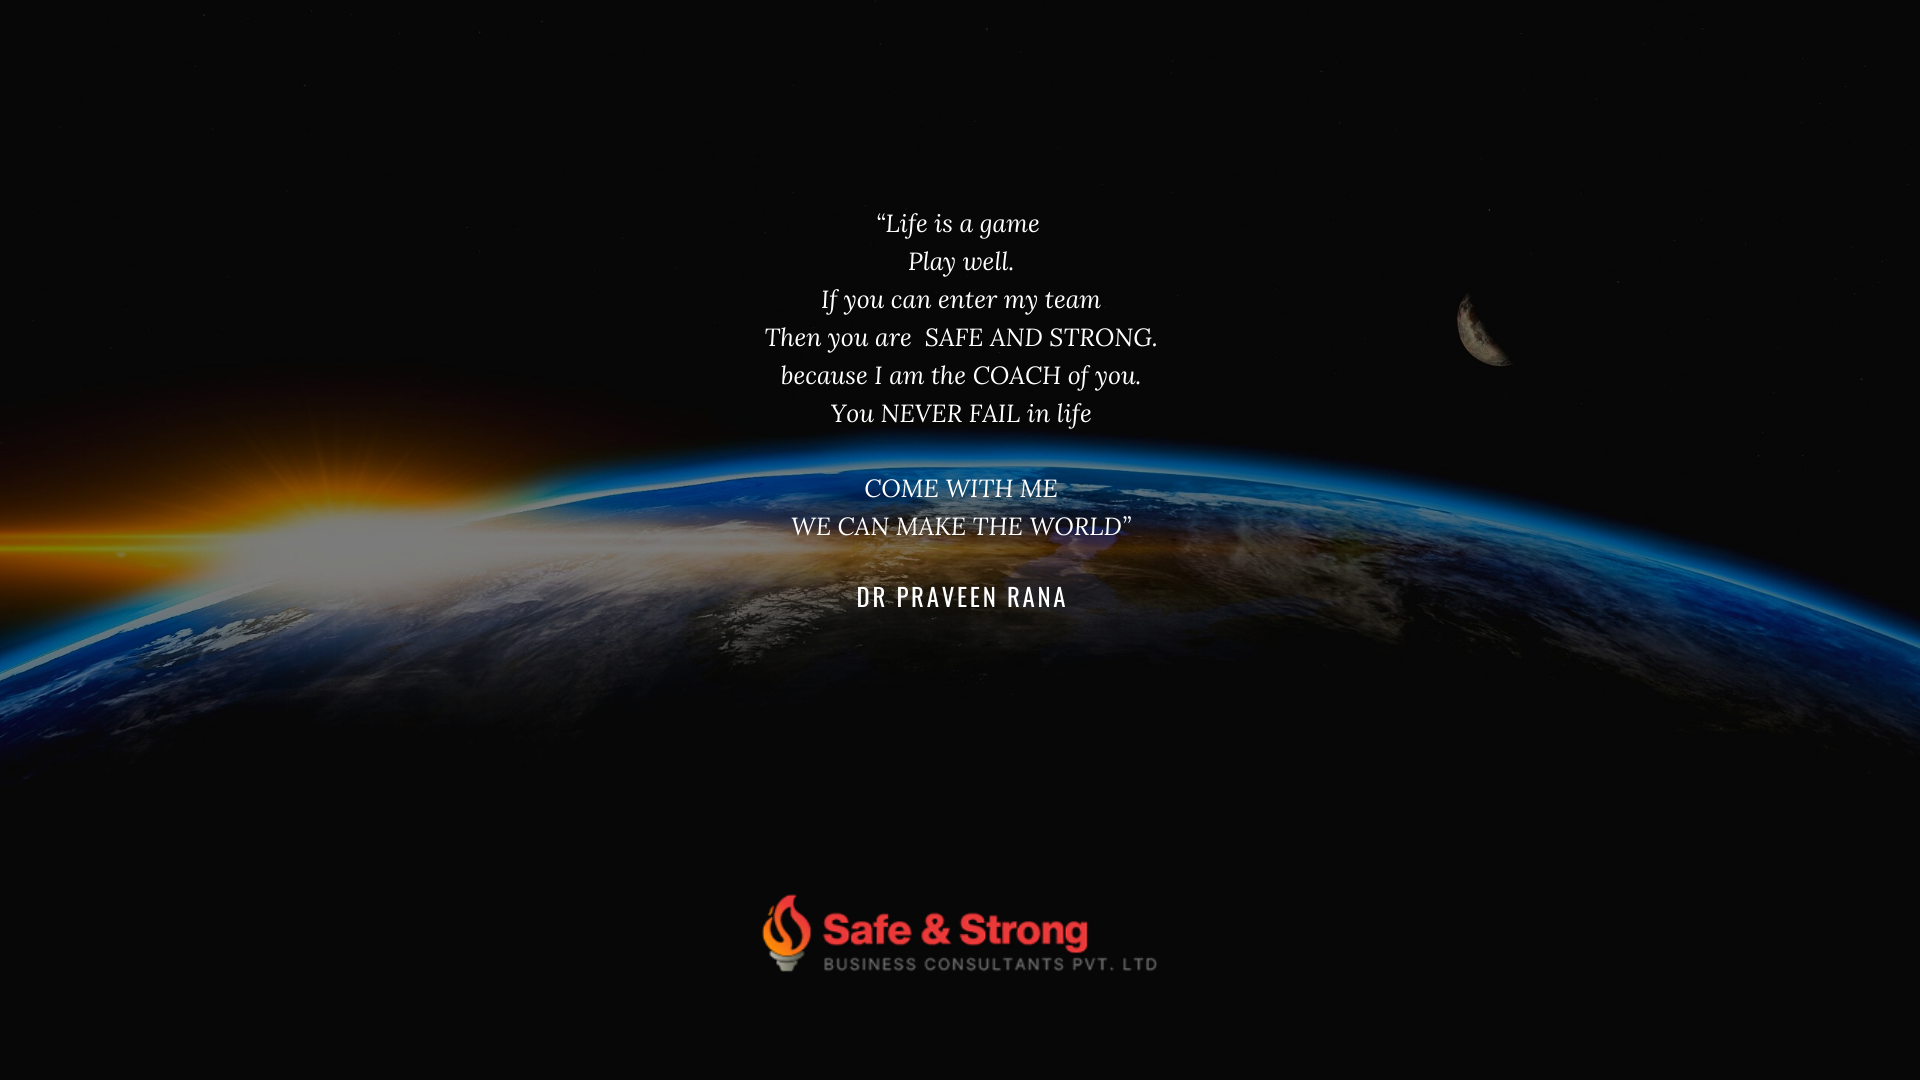 “Life is a game
Play well.
If you can enter my team
Then you are  SAFE AND STRONG.
because I am the COACH of you.
You NEVER FAIL in life
COME WITH ME
WE CAN MAKE THE WORLD”
DR PRAVEEN RANA
Safe & Strong
BUSINESS CONSULTANTS PVT. LTD